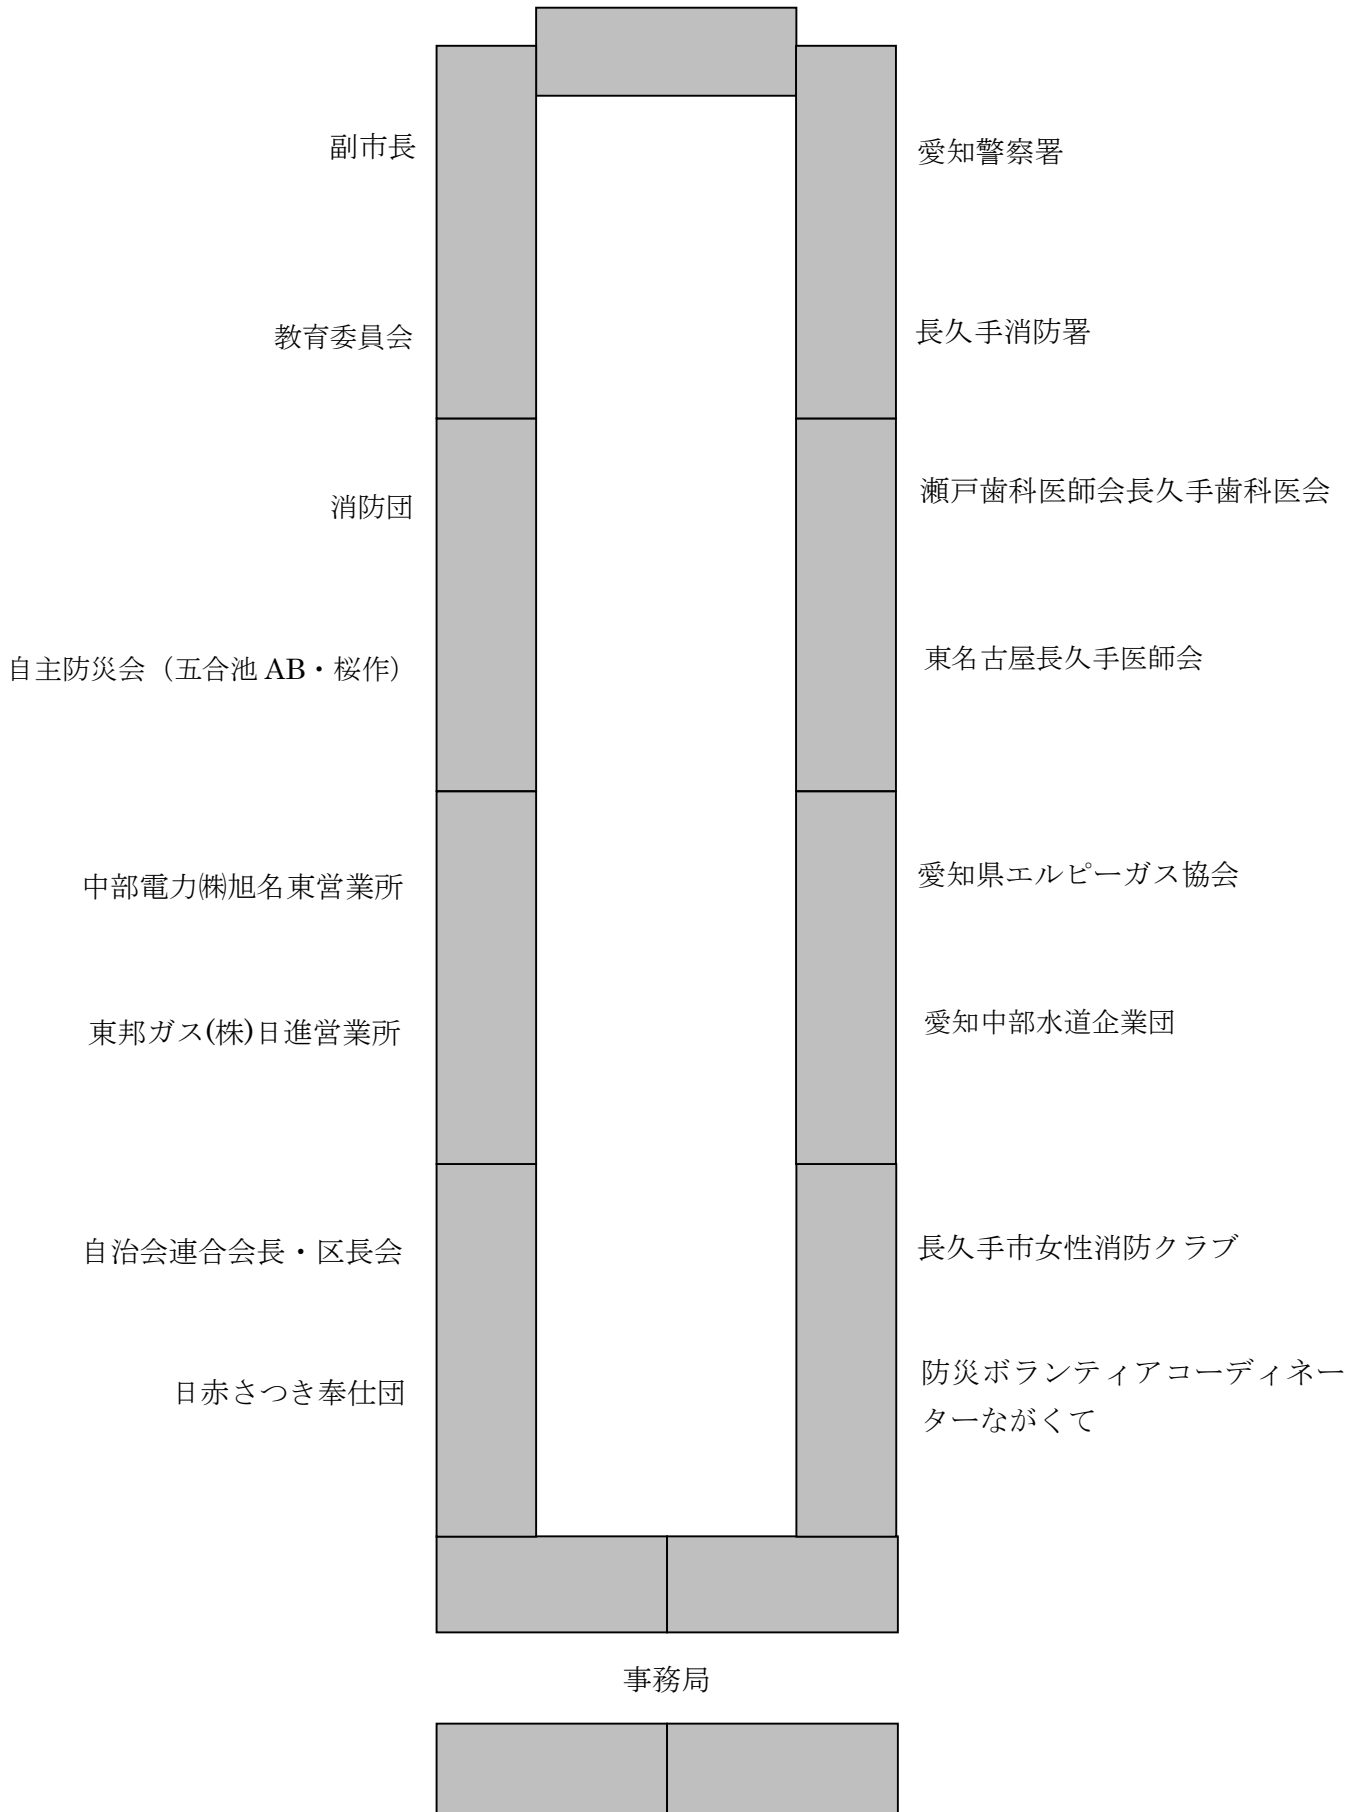 副市長
愛知警察署
教育委員会
長久手消防署
消防団
瀬戸歯科医師会長久手歯科医会
自主防災会（五合池 AB・桜作）
東名古屋長久手医師会
中部電力㈱旭名東営業所
愛知県エルピーガス協会
東邦ガス(株)日進営業所
愛知中部水道企業団
自治会連合会長・区長会
長久手市女性消防クラブ
日赤さつき奉仕団
防災ボランティアコーディネー
ターながくて
事務局